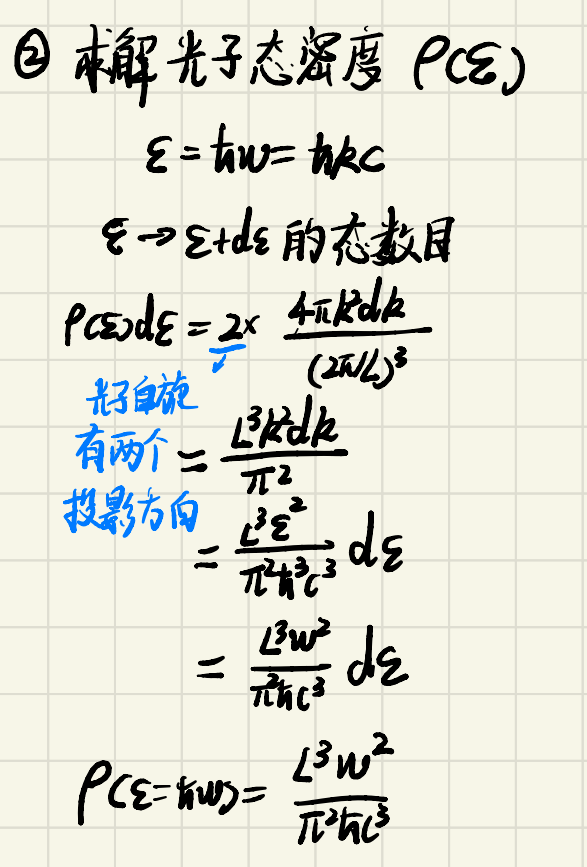 ② 求解光子态密度 ρ(ε)
ε = ħω = ħkc
ε → ε+dε 的态数目
ρ(ε)dε = 2× 4πk²dk / (2π/L)³
光子自旋
有两个
投影方向
= L³k²dk / π²
= L³ε² / π²ħ³c³ dε
= L³ω² / π²ħc³ dε
ρ(ε=ħω) = L³ω² / π²ħc³